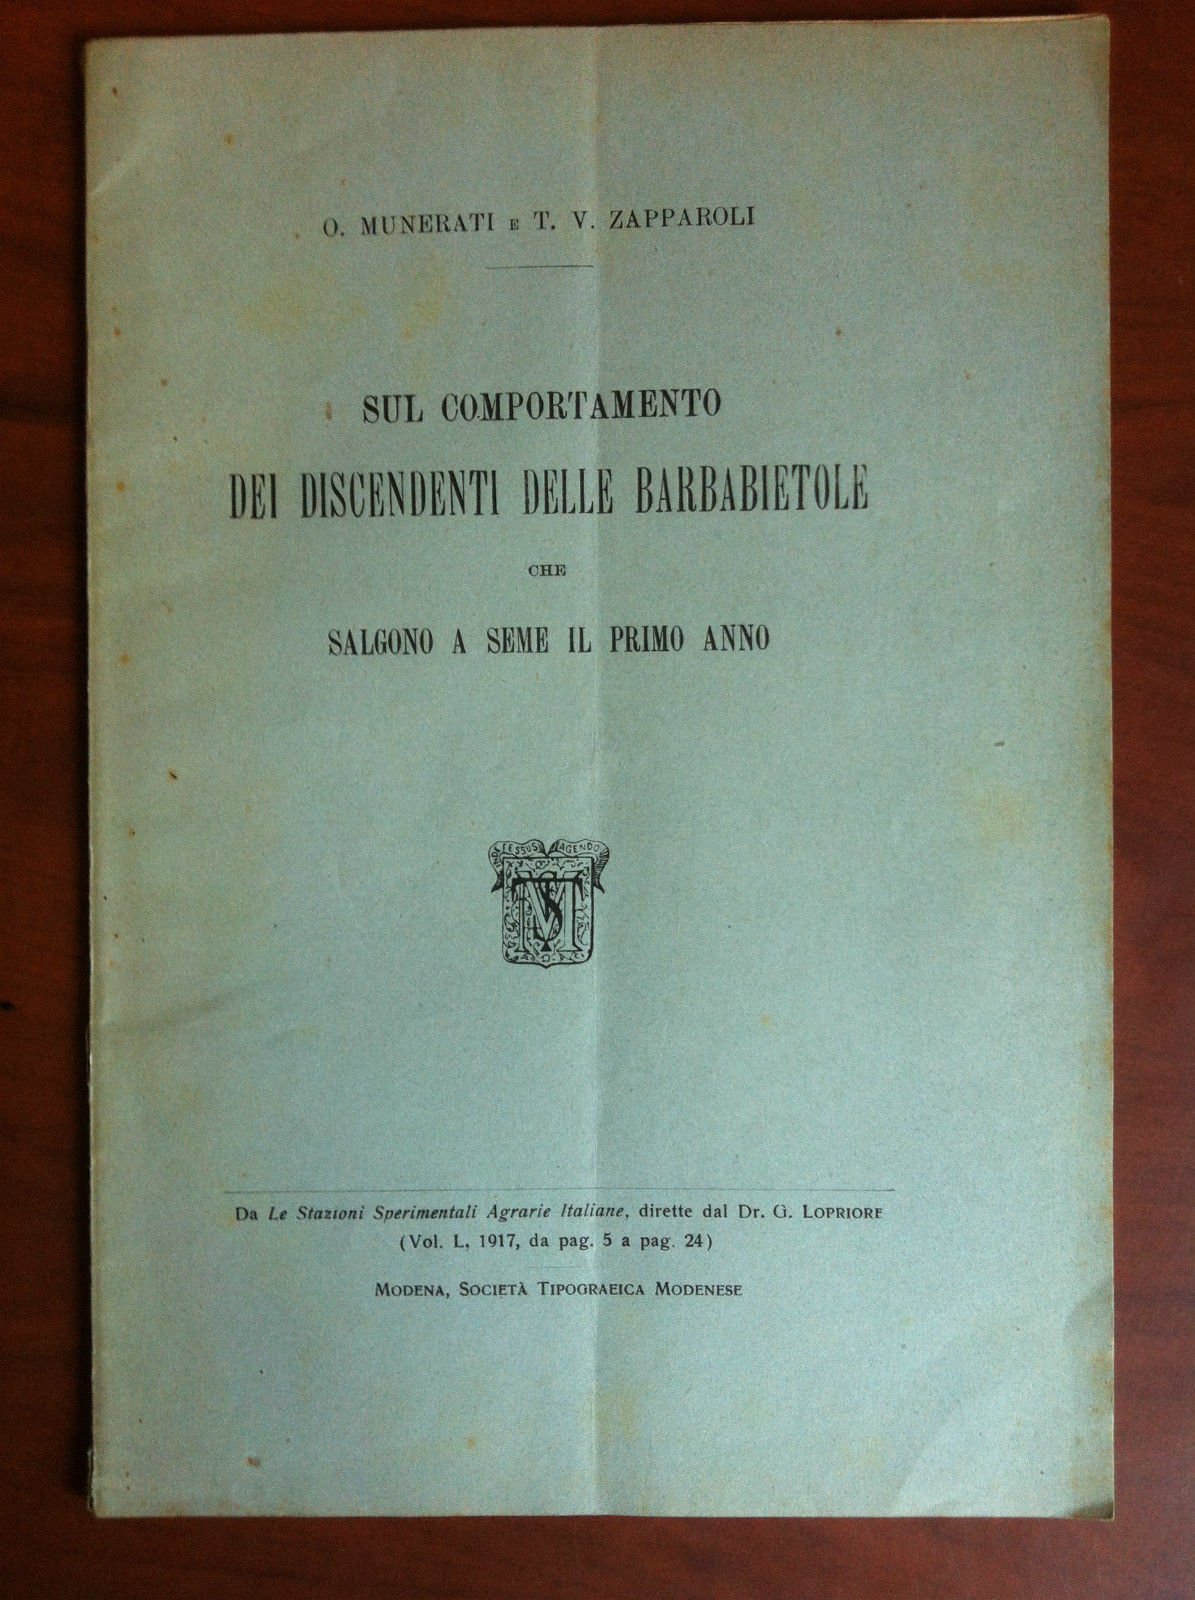 O. MUNERATI E T. V. ZAPPAROLI
SUL COMPORTAMENTO
DEI DISCENDENTI DELLE BARBABIETOLE
CHE
SALGONO A SEME IL PRIMO ANNO
AGENDO
Da Le Stazioni Sperimentali Agrarie Italiane, dirette dal Dr. G. LOPRIORE
(Vol. L, 1917, da pag. 5 a pag. 24)
MODENA, SOCIETÀ TIPOGRAEICA MODENESE